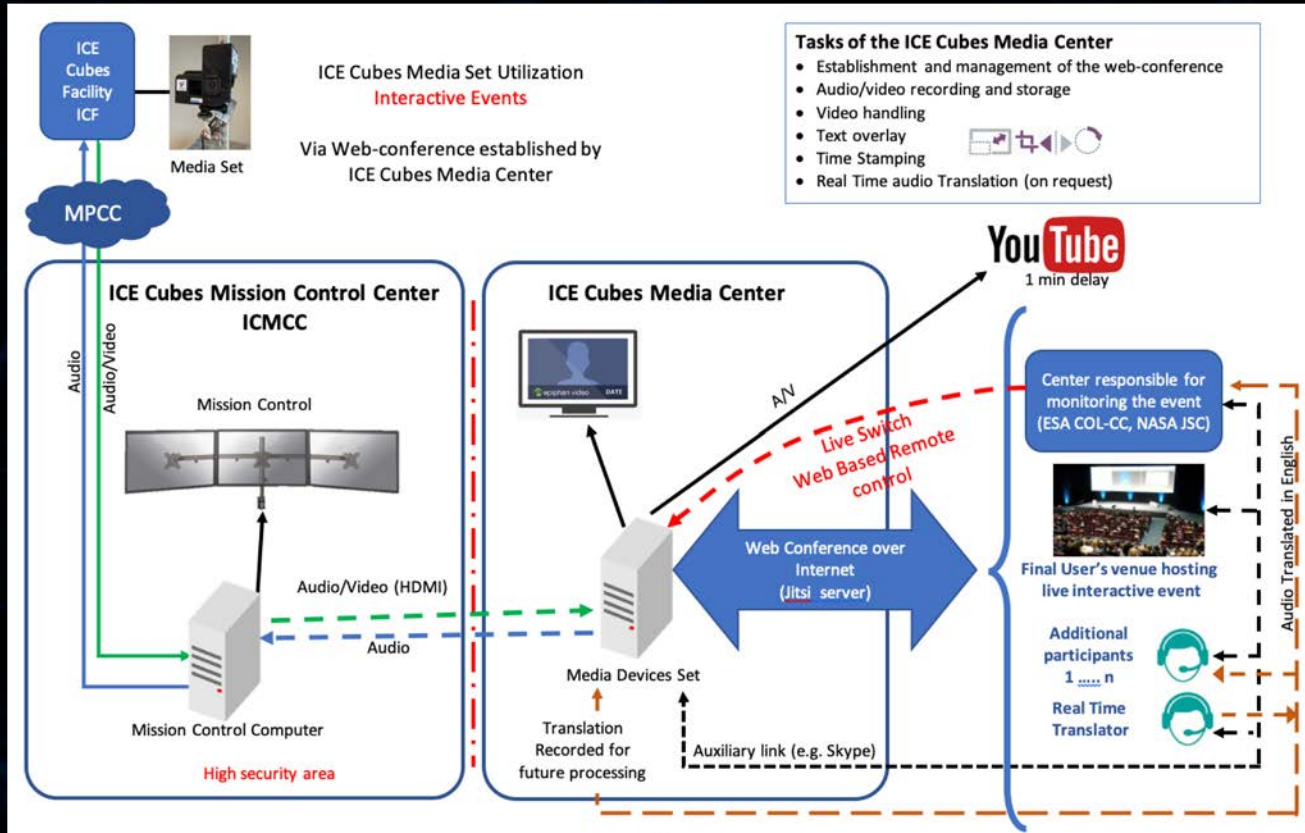 ICE
Cubes
Facility
ICF
Media Set
ICE Cubes Media Set Utilization
Interactive Events
Via Web-conference established by
ICE Cubes Media Center
Tasks of the ICE Cubes Media Center
• Establishment and management of the web-conference
• Audio/video recording and storage
• Video handling
• Text overlay
• Time Stamping
• Real Time audio Translation (on request)
MPCC
YouTube
1 min delay
ICE Cubes Mission Control Center
ICMCC
Audio
Audio/Video
Mission Control
Audio/Video (HDMI)
Audio
Mission Control Computer
High security area
ICE Cubes Media Center
epiphan video DATE
A/V
Live Switch
Web Based Remote
control
Web Conference over
Internet
(Jitsi server)
Media Devices Set
Translation
Recorded for
future processing
Auxiliary link (e.g. Skype)
Center responsible for
monitoring the event
(ESA COL-CC, NASA JSC)
Final User's venue hosting
live interactive event
Additional
participants
1 ..... n
Real Time
Translator
Audio Translated in English